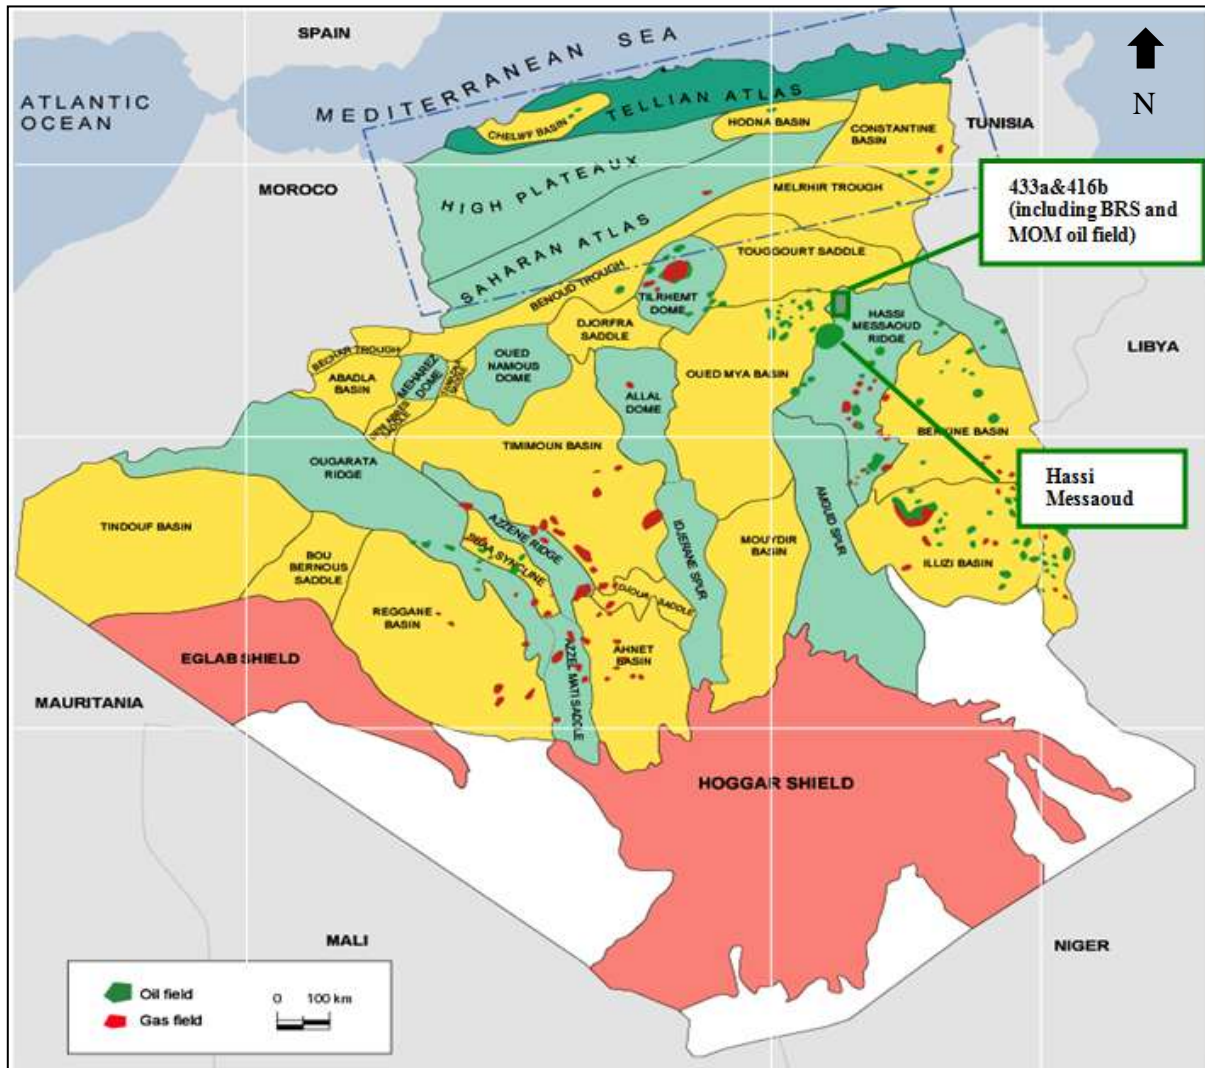 SPAIN
MEDITERRANEAN SEA
N
ATLANTIC
OCEAN
TELLIAN ATLAS
CHELIFF BASIN
HODNA BASIN
CONSTANTINE
BASIN
TUNISIA
MOROCO
HIGH PLATEAUX
MELRHIR TROUGH
433a&416b
(including BRS and
MOM oil field)
SAHARAN ATLAS
TOUGGOURT SADDLE
BENOUD TROUGH
TILRHEMT
DOME
DJORFRA
SADDLE
HASSI
MESSAOUD
RIDGE
LIBYA
BECHAR TROUGH
ABADLA
BASIN
MEHAREZ
DOME
OUED
NAMOUS
DOME
OUED MYA BASIN
ALLAL
DOME
TIMIMOUN BASIN
BERKINE BASIN
OUGARATA
RIDGE
Hassi
Messaoud
TINDOUF BASIN
AZZENE RIDGE
SBAA SYNCLINE
IDJERANE SPUR
MOUYDIR
BASIN
AMGUID SPUR
ILLIZI BASIN
BOU
BERNOUS
SADDLE
REGGANE
BASIN
SADDLE
AHNET
BASIN
AZZEL MATI SADDLE
EGLAB SHIELD
MAURITANIA
HOGGAR SHIELD
MALI
NIGER
Oil field
Gas field
0 100 km